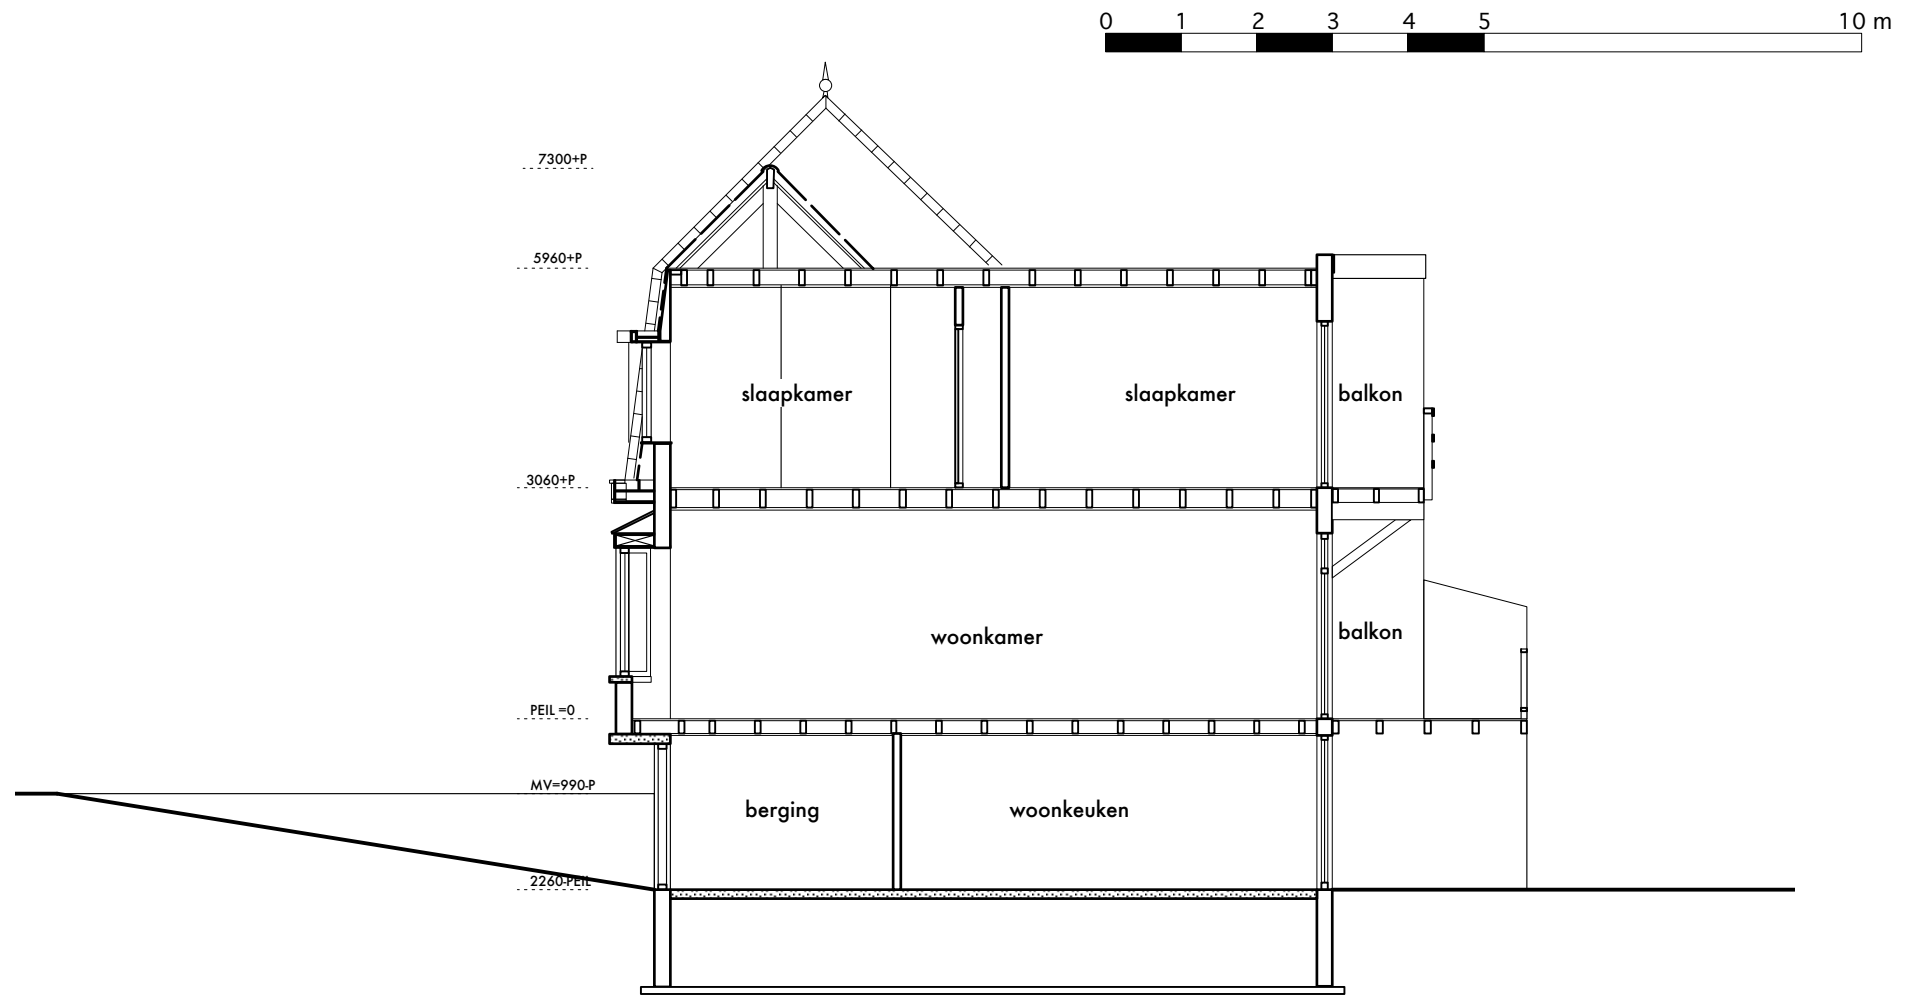 0 1 2 3 4 5 10 m
7300+P
5960+P
slaapkamer slaapkamer balkon
3060+P
woonkamer balkon
PEIL =0
MV=990-P
berging woonkeuken
2260-PEIL